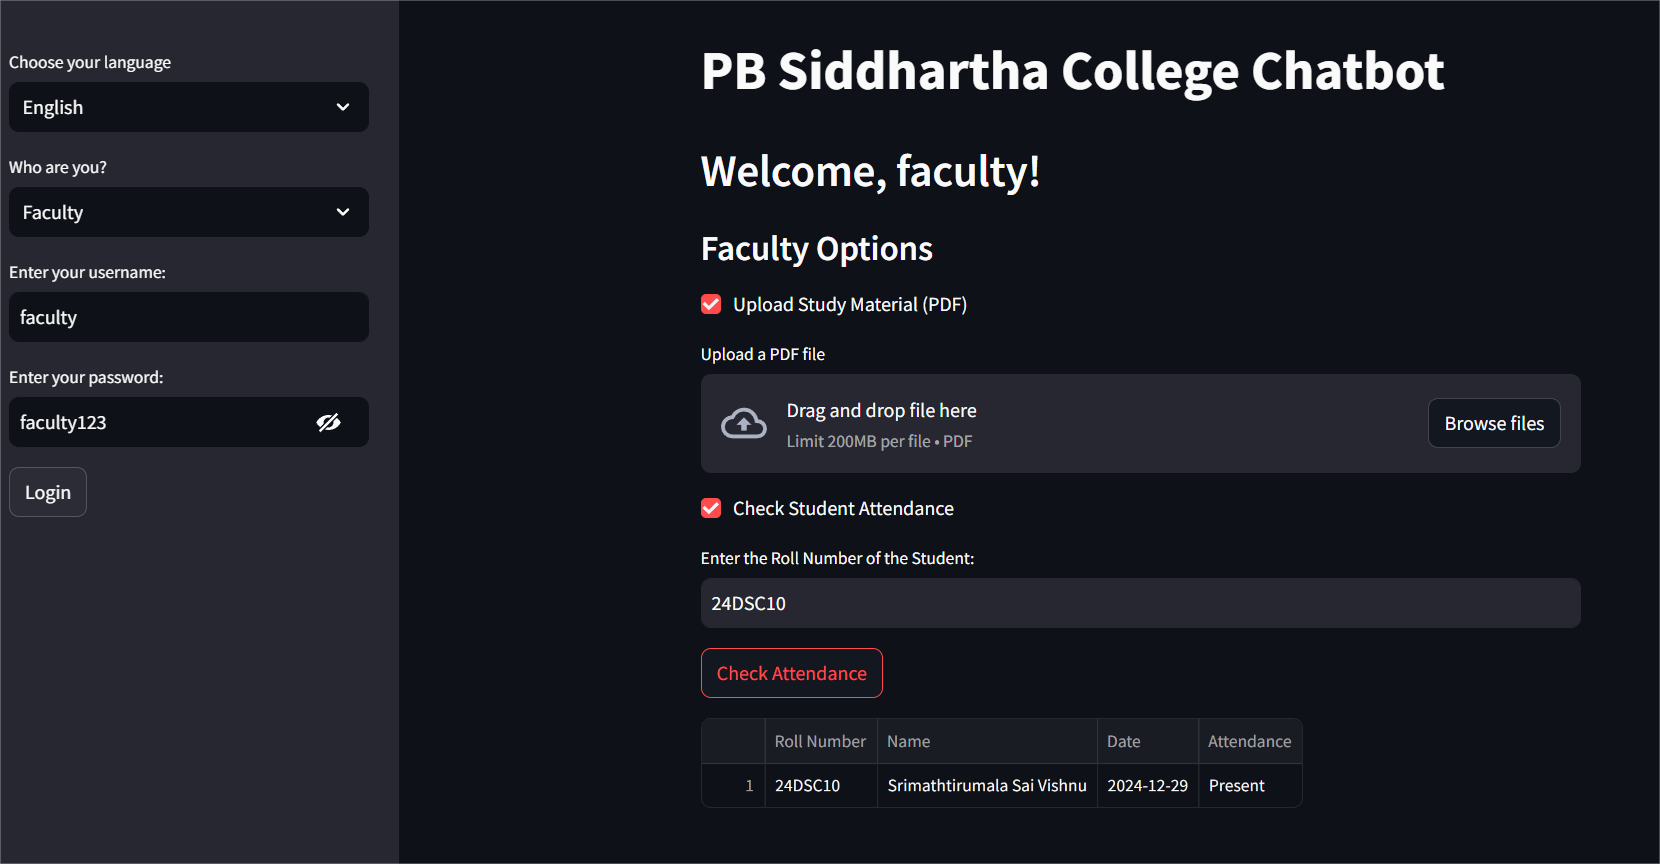 Choose your language
English
Who are you?
Faculty
Enter your username:
faculty
Enter your password:
faculty123
Login
PB Siddhartha College Chatbot
Welcome, faculty!
Faculty Options
Upload Study Material (PDF)
Upload a PDF file
Drag and drop file here
Limit 200MB per file • PDF
Browse files
Check Student Attendance
Enter the Roll Number of the Student:
24DSC10
Check Attendance
Roll Number Name Date Attendance
1 24DSC10 Srimathtirumala Sai Vishnu 2024-12-29 Present